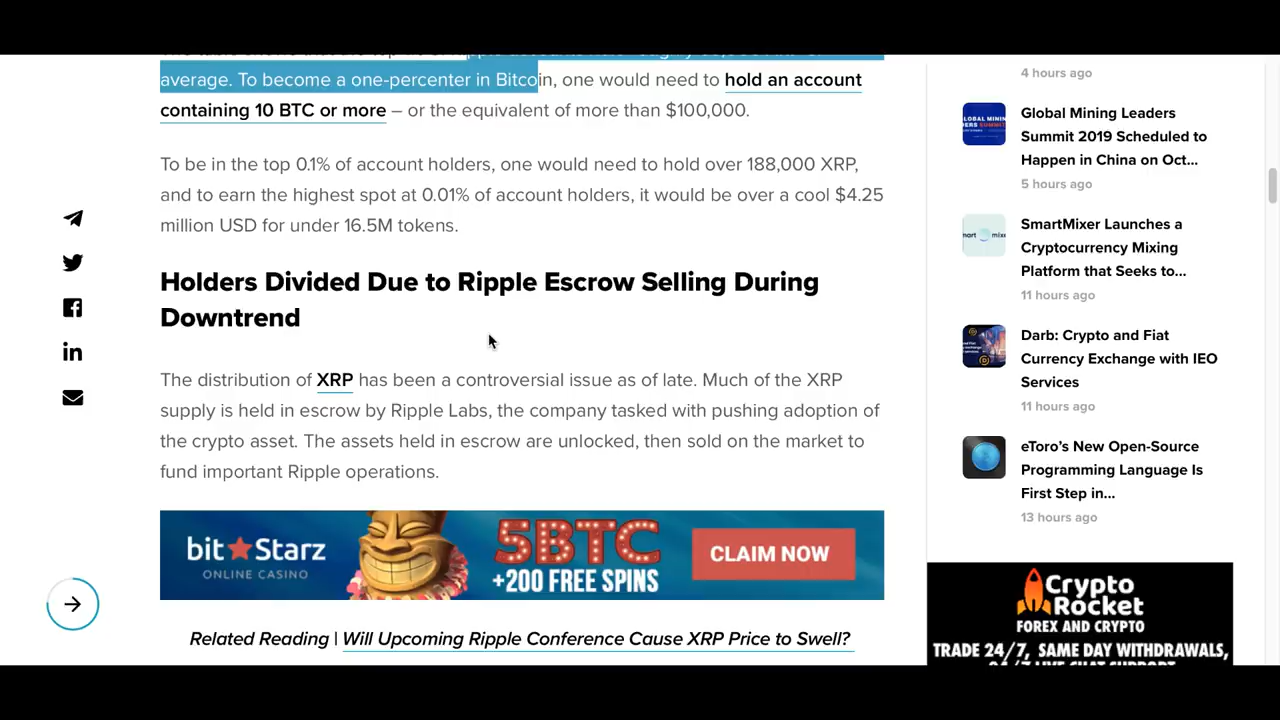 average. To become a one-percenter in Bitcoin, one would need to hold an account
containing 10 BTC or more – or the equivalent of more than $100,000.
To be in the top 0.1% of account holders, one would need to hold over 188,000 XRP,
and to earn the highest spot at 0.01% of account holders, it would be over a cool $4.25
million USD for under 16.5M tokens.
Holders Divided Due to Ripple Escrow Selling During
Downtrend
The distribution of XRP has been a controversial issue as of late. Much of the XRP
supply is held in escrow by Ripple Labs, the company tasked with pushing adoption of
the crypto asset. The assets held in escrow are unlocked, then sold on the market to
fund important Ripple operations.
bitStarz
ONLINE CASINO
5BTC
+200 FREE SPINS
CLAIM NOW
Related Reading | Will Upcoming Ripple Conference Cause XRP Price to Swell?
4 hours ago
Global Mining Leaders
Summit 2019 Scheduled to
Happen in China on Oct...
5 hours ago
SmartMixer Launches a
Cryptocurrency Mixing
Platform that Seeks to...
11 hours ago
Darb: Crypto and Fiat
Currency Exchange with IEO
Services
11 hours ago
eToro’s New Open-Source
Programming Language Is
First Step in...
13 hours ago
Crypto
Rocket
FOREX AND CRYPTO
TRADE 24/7, SAME DAY WITHDRAWALS,